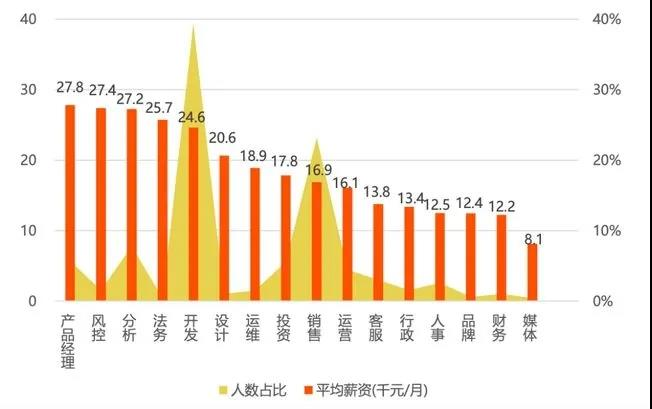 40
40%
30
30%
20
20%
10
10%
0
0%
27.8
27.4
27.2
25.7
24.6
20.6
18.9
17.8
16.9
16.1
13.8
13.4
12.5
12.4
12.2
8.1
产品经理
风控
分析
法务
开发
设计
运维
投资
销售
运营
客服
行政
人事
品牌
财务
媒体
人数占比
平均薪资(千元/月)